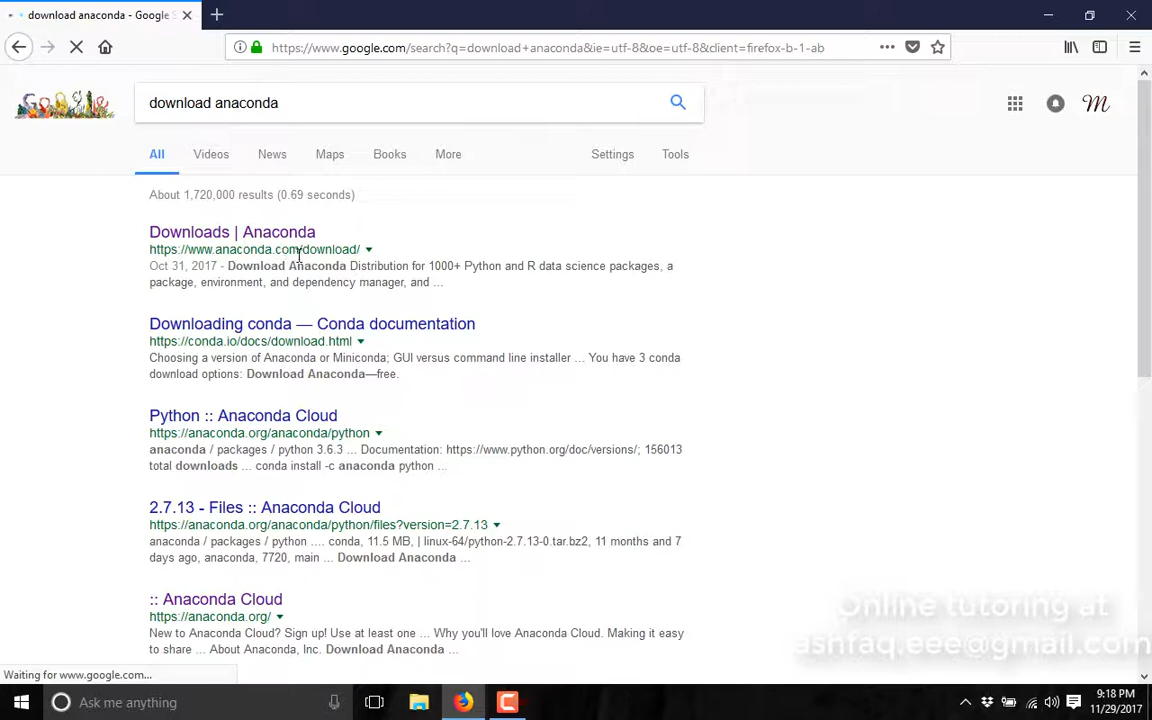 download anaconda - Google S
https://www.google.com/search?q=download+anaconda&ie=utf-8&oe=utf-8&client=firefox-b-1-ab
Google
download anaconda
All Videos News Maps Books More Settings Tools
About 1,720,000 results (0.69 seconds)
Downloads | Anaconda
https://www.anaconda.com/download/
Oct 31, 2017 - Download Anaconda Distribution for 1000+ Python and R data science packages, a
package, environment, and dependency manager, and ...
Downloading conda — Conda documentation
https://conda.io/docs/download.html
Choosing a version of Anaconda or Miniconda; GUI versus command line installer ... You have 3 conda
download options: Download Anaconda—free.
Python :: Anaconda Cloud
https://anaconda.org/anaconda/python
anaconda / packages / python 3.6.3 ... Documentation: https://www.python.org/doc/versions/; 156013
total downloads ... conda install -c anaconda python ...
2.7.13 - Files :: Anaconda Cloud
https://anaconda.org/anaconda/python/files?version=2.7.13
anaconda / packages / python .... conda, 11.5 MB, | linux-64/python-2.7.13-0.tar.bz2, 11 months and 7
days ago, anaconda, 7720, main ... Download Anaconda ...
:: Anaconda Cloud
https://anaconda.org/
New to Anaconda Cloud? Sign up! Use at least one ... Why you'll love Anaconda Cloud. Making it easy
to share ... About Anaconda, Inc. Download Anaconda ...
Online tutoring at
ashfaq.eee@gmail.com
Waiting for www.google.com...
Ask me anything
9:18 PM
11/29/2017